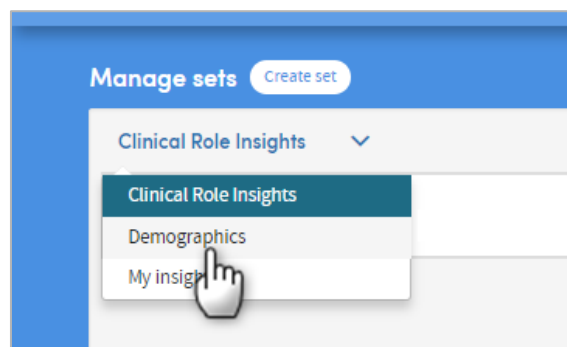 Manage sets Create set
Clinical Role Insights
Clinical Role Insights
Demographics
My